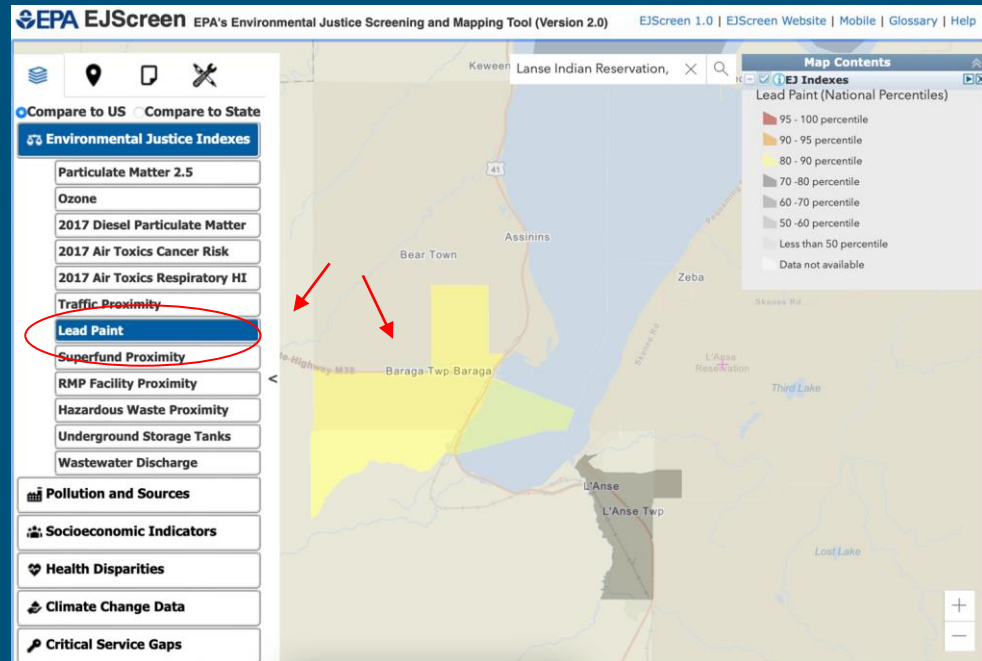 EPA EJScreen EPA's Environmental Justice Screening and Mapping Tool (Version 2.0) EJScreen 1.0 | EJScreen Website | Mobile | Glossary | Help
Compare to US Compare to State
Environmental Justice Indexes
Particulate Matter 2.5
Ozone
2017 Diesel Particulate Matter
2017 Air Toxics Cancer Risk
2017 Air Toxics Respiratory HI
Traffic Proximity
Lead Paint
Superfund Proximity
RMP Facility Proximity
Hazardous Waste Proximity
Underground Storage Tanks
Wastewater Discharge
Pollution and Sources
Socioeconomic Indicators
Health Disparities
Climate Change Data
Critical Service Gaps
<
Keween
Lanse Indian Reservation,
Map Contents
EJ Indexes
Lead Paint (National Percentiles)
95 - 100 percentile
90 - 95 percentile
80 - 90 percentile
70 -80 percentile
60 -70 percentile
50 -60 percentile
Less than 50 percentile
Data not available
41
Assinins
Bear Town
Zeba
Skanee Rd
Skanee Rd
-Highway M38
Baraga Twp Baraga
L'Anse
Reservation
Third Lake
L'Anse
L'Anse Twp
Lost Lake
+
−